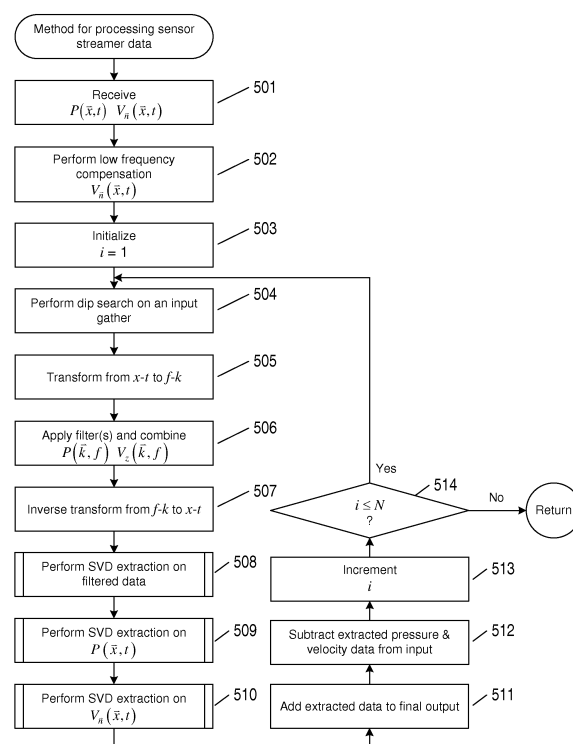 Method for processing sensor
streamer data
501
Receive
P(x̄,t) V_n̄(x̄,t)
502
Perform low frequency
compensation
V_n̄(x̄,t)
503
Initialize
i = 1
504
Perform dip search on an input
gather
505
Transform from x-t to f-k
506
Apply filter(s) and combine
P(k⃗,f) V_z(k⃗,f)
507
Inverse transform from f-k to x-t
508
Perform SVD extraction on
filtered data
509
Perform SVD extraction on
P(x̄,t)
510
Perform SVD extraction on
V_n̄(x̄,t)
511
Add extracted data to final output
512
Subtract extracted pressure &
velocity data from input
513
Increment
i
514
i ≤ N
?
Yes
No
Return